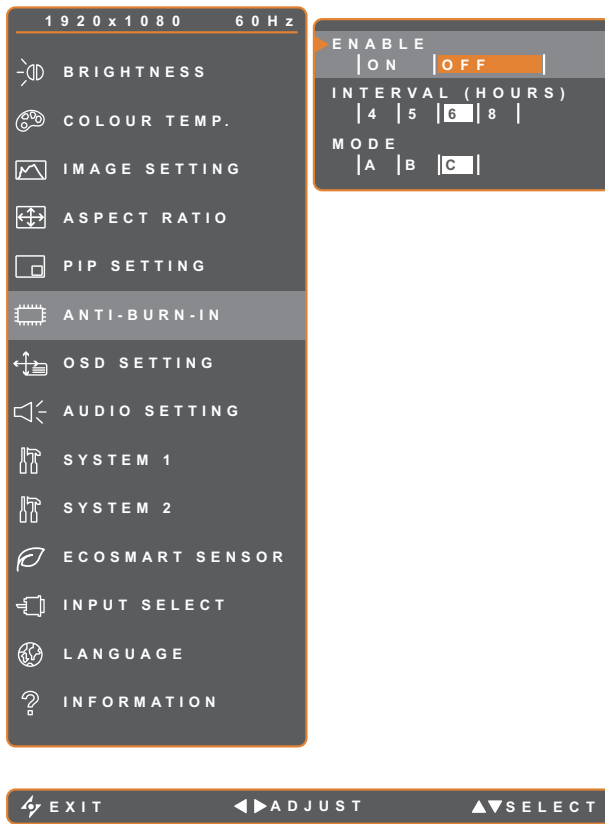 1920x1080 60Hz
BRIGHTNESS
COLOUR TEMP.
IMAGE SETTING
ASPECT RATIO
PIP SETTING
ANTI-BURN-IN
OSD SETTING
AUDIO SETTING
SYSTEM 1
SYSTEM 2
ECOSMART SENSOR
INPUT SELECT
LANGUAGE
INFORMATION
ENABLE
ON OFF
INTERVAL (HOURS)
4 5 6 8
MODE
A B C
EXIT ADJUST SELECT